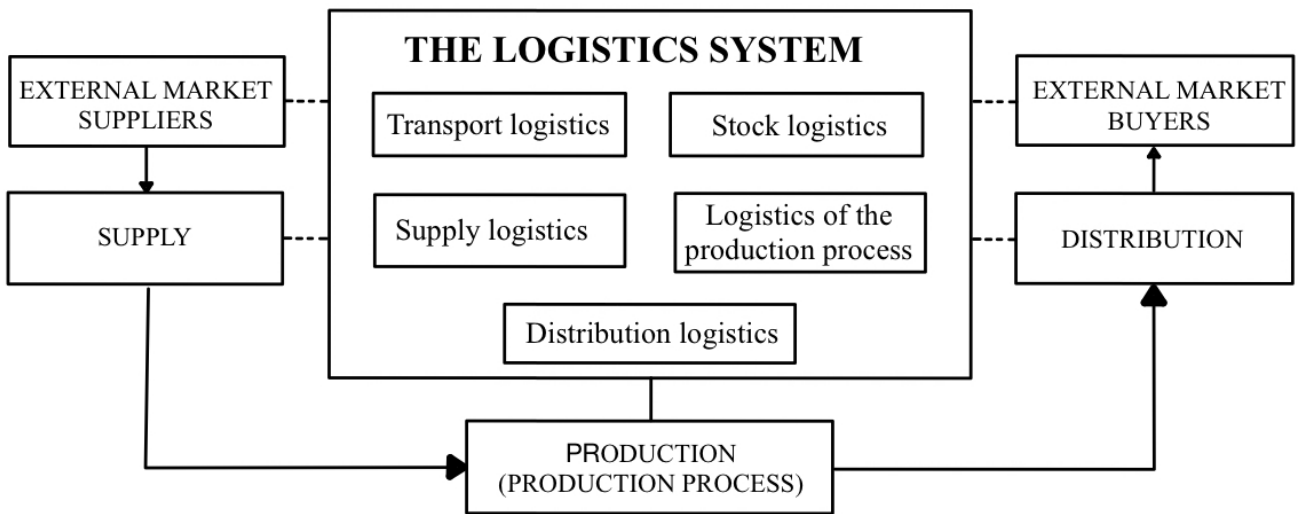 THE LOGISTICS SYSTEM
EXTERNAL MARKET
SUPPLIERS
Transport logistics
Stock logistics
EXTERNAL MARKET
BUYERS
SUPPLY
Supply logistics
Logistics of the
production process
DISTRIBUTION
Distribution logistics
PRODUCTION
(PRODUCTION PROCESS)